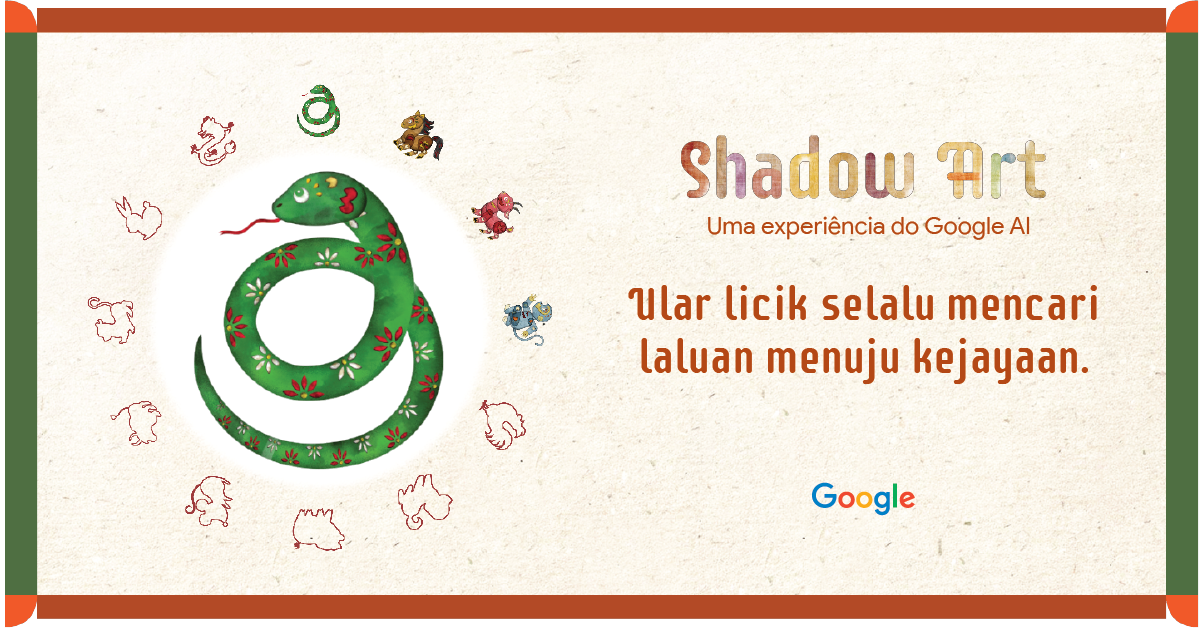 Shadow Art
Uma experiência do Google AI
Ular licik selalu mencari
laluan menuju kejayaan.
Google